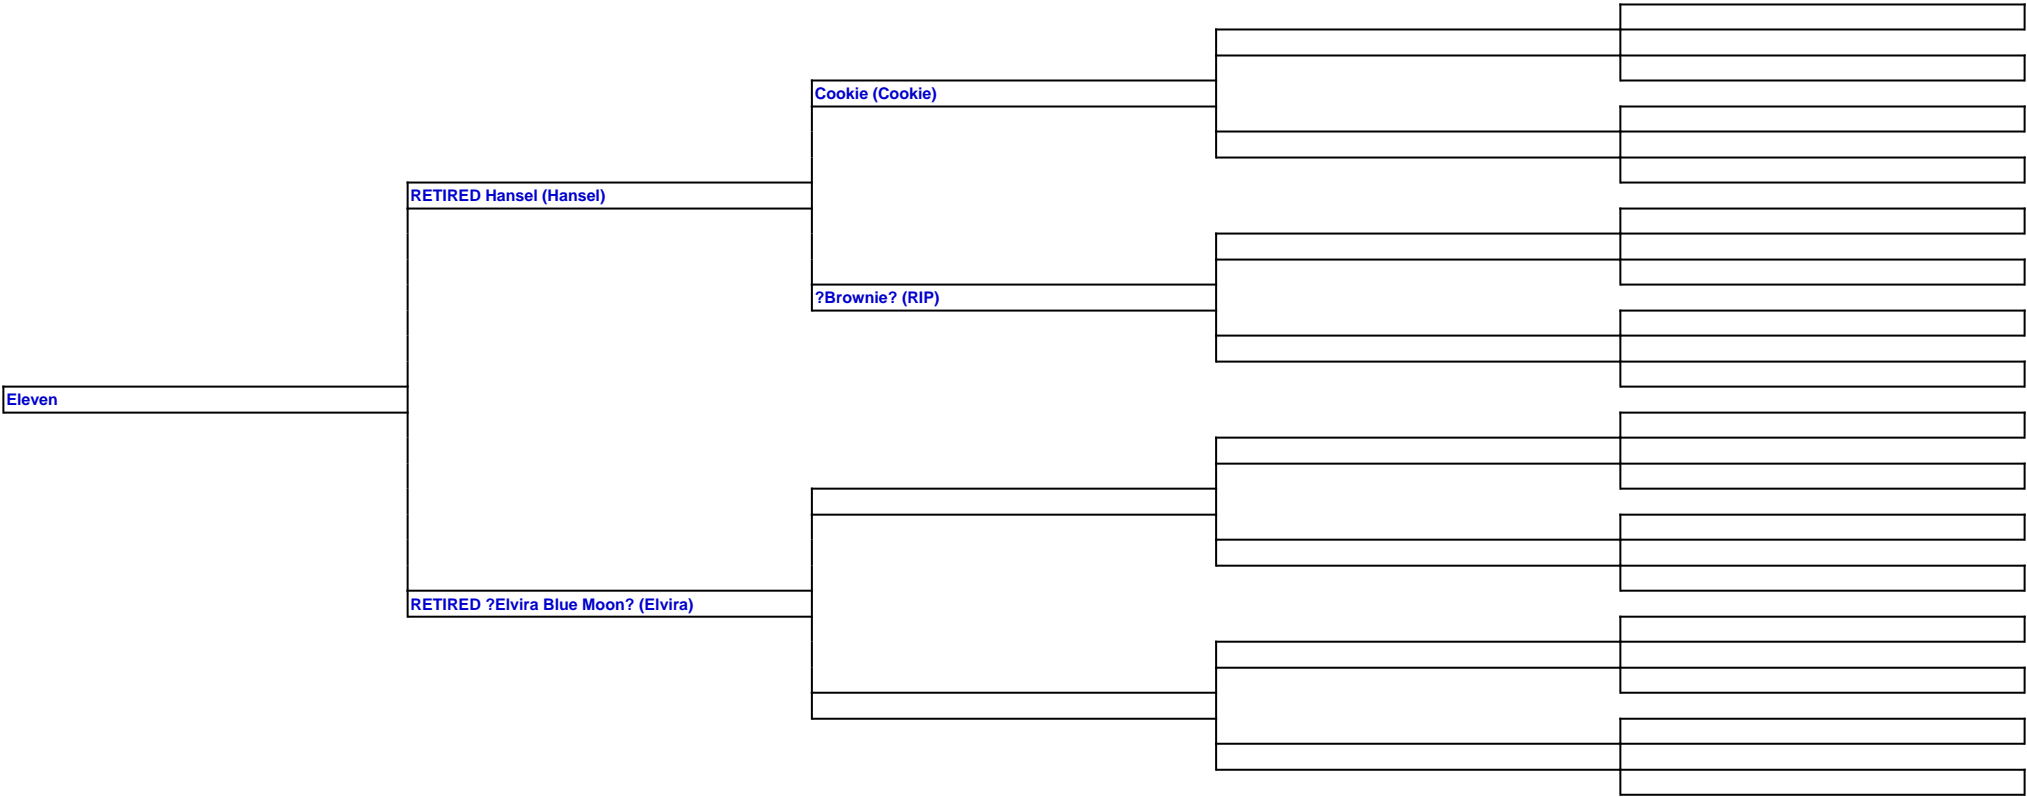 Cookie (Cookie)
RETIRED Hansel (Hansel)
?Brownie? (RIP)
Eleven
RETIRED ?Elvira Blue Moon? (Elvira)